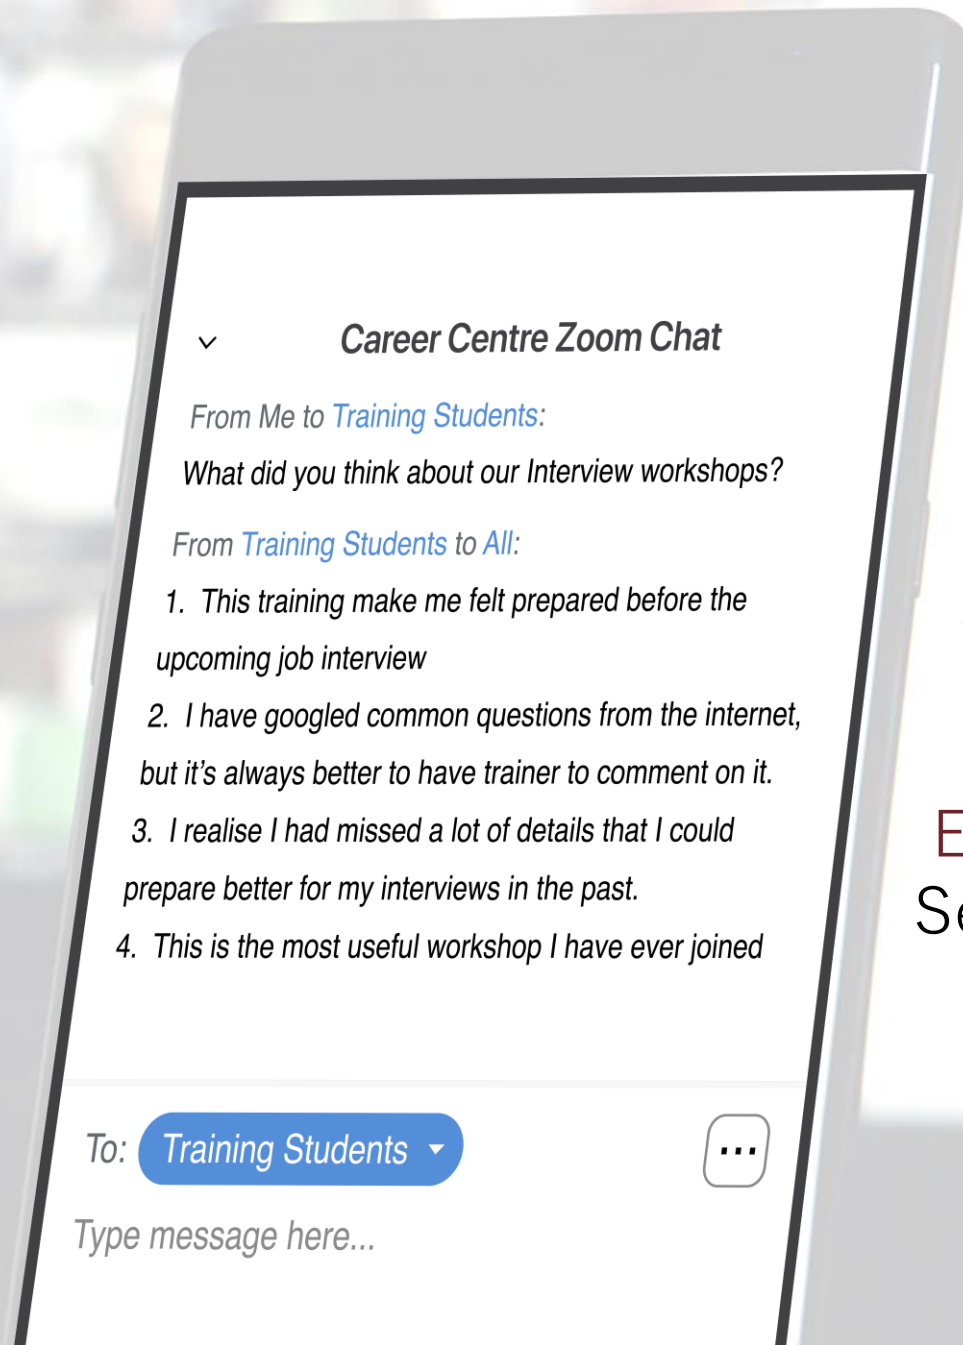 Career Centre Zoom Chat
From Me to Training Students:
What did you think about our Interview workshops?
From Training Students to All:
1. This training make me felt prepared before the
upcoming job interview
2. I have googled common questions from the internet,
but it's always better to have trainer to comment on it.
3. I realise I had missed a lot of details that I could
prepare better for my interviews in the past.
4. This is the most useful workshop I have ever joined
To: Training Students
...
Type message here...